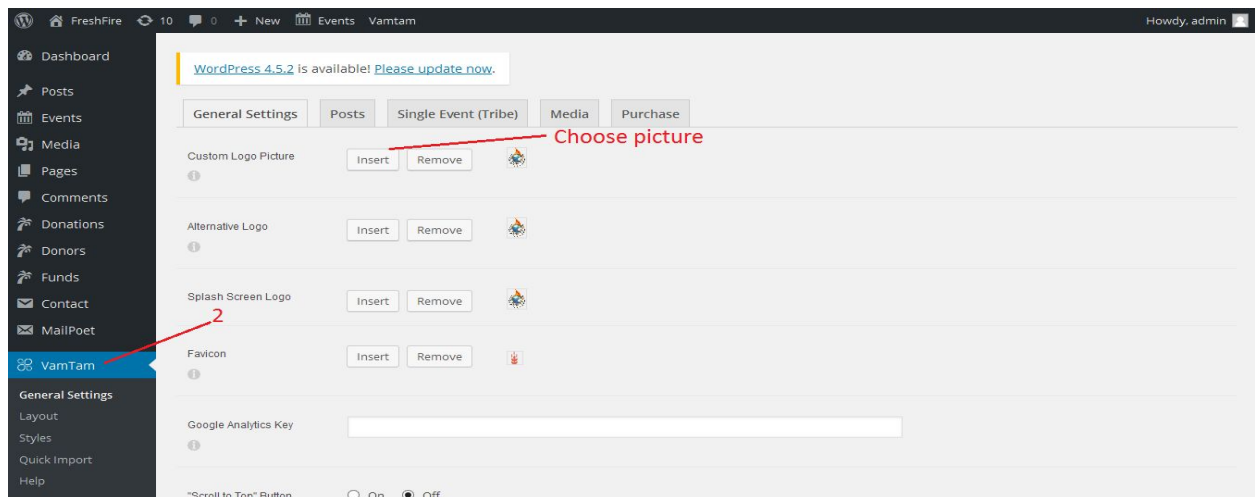 FreshFire 10 0 New Events Vamtam Howdy, admin
Dashboard
Posts
Events
Media
Pages
Comments
Donations
Donors
Funds
Contact
MailPoet
VamTam
General Settings
Layout
Styles
Quick Import
Help
2
WordPress 4.5.2 is available! Please update now.
General Settings Posts Single Event (Tribe) Media Purchase
Choose picture
Custom Logo Picture Insert Remove
Alternative Logo Insert Remove
Splash Screen Logo Insert Remove
Favicon Insert Remove
Google Analytics Key
"Scroll to Top" Button On Off